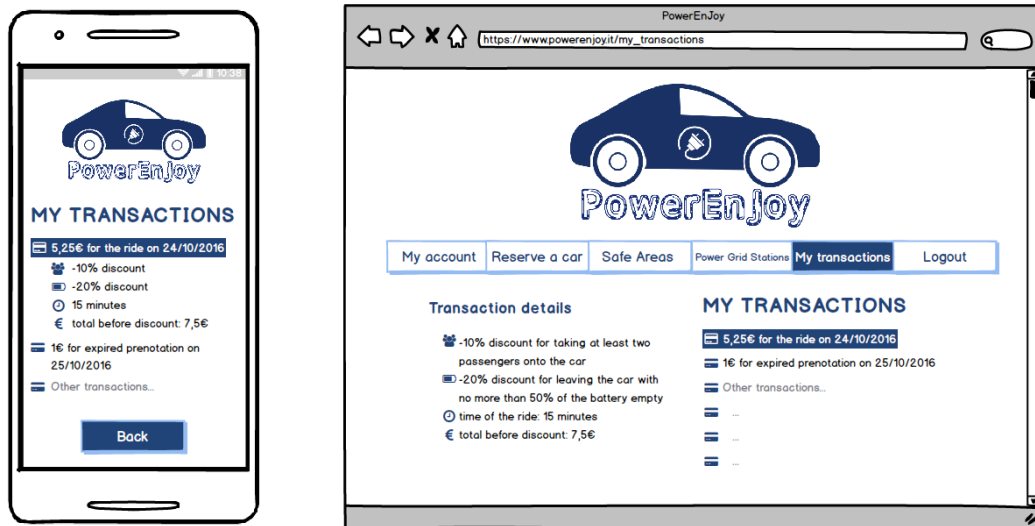 10:38
PowerEnJoy
MY TRANSACTIONS
5,25€ for the ride on 24/10/2016
-10% discount
-20% discount
15 minutes
€ total before discount: 7,5€
1€ for expired prenotation on
25/10/2016
Other transactions...
Back
PowerEnJoy
https://www.powerenjoy.it/my_transactions
PowerEnJoy
My account
Reserve a car
Safe Areas
Power Grid Stations
My transactions
Logout
Transaction details
-10% discount for taking at least two
passengers onto the car
-20% discount for leaving the car with
no more than 50% of the battery empty
time of the ride: 15 minutes
€ total before discount: 7,5€
MY TRANSACTIONS
5,25€ for the ride on 24/10/2016
1€ for expired prenotation on 25/10/2016
Other transactions...
...
...
...